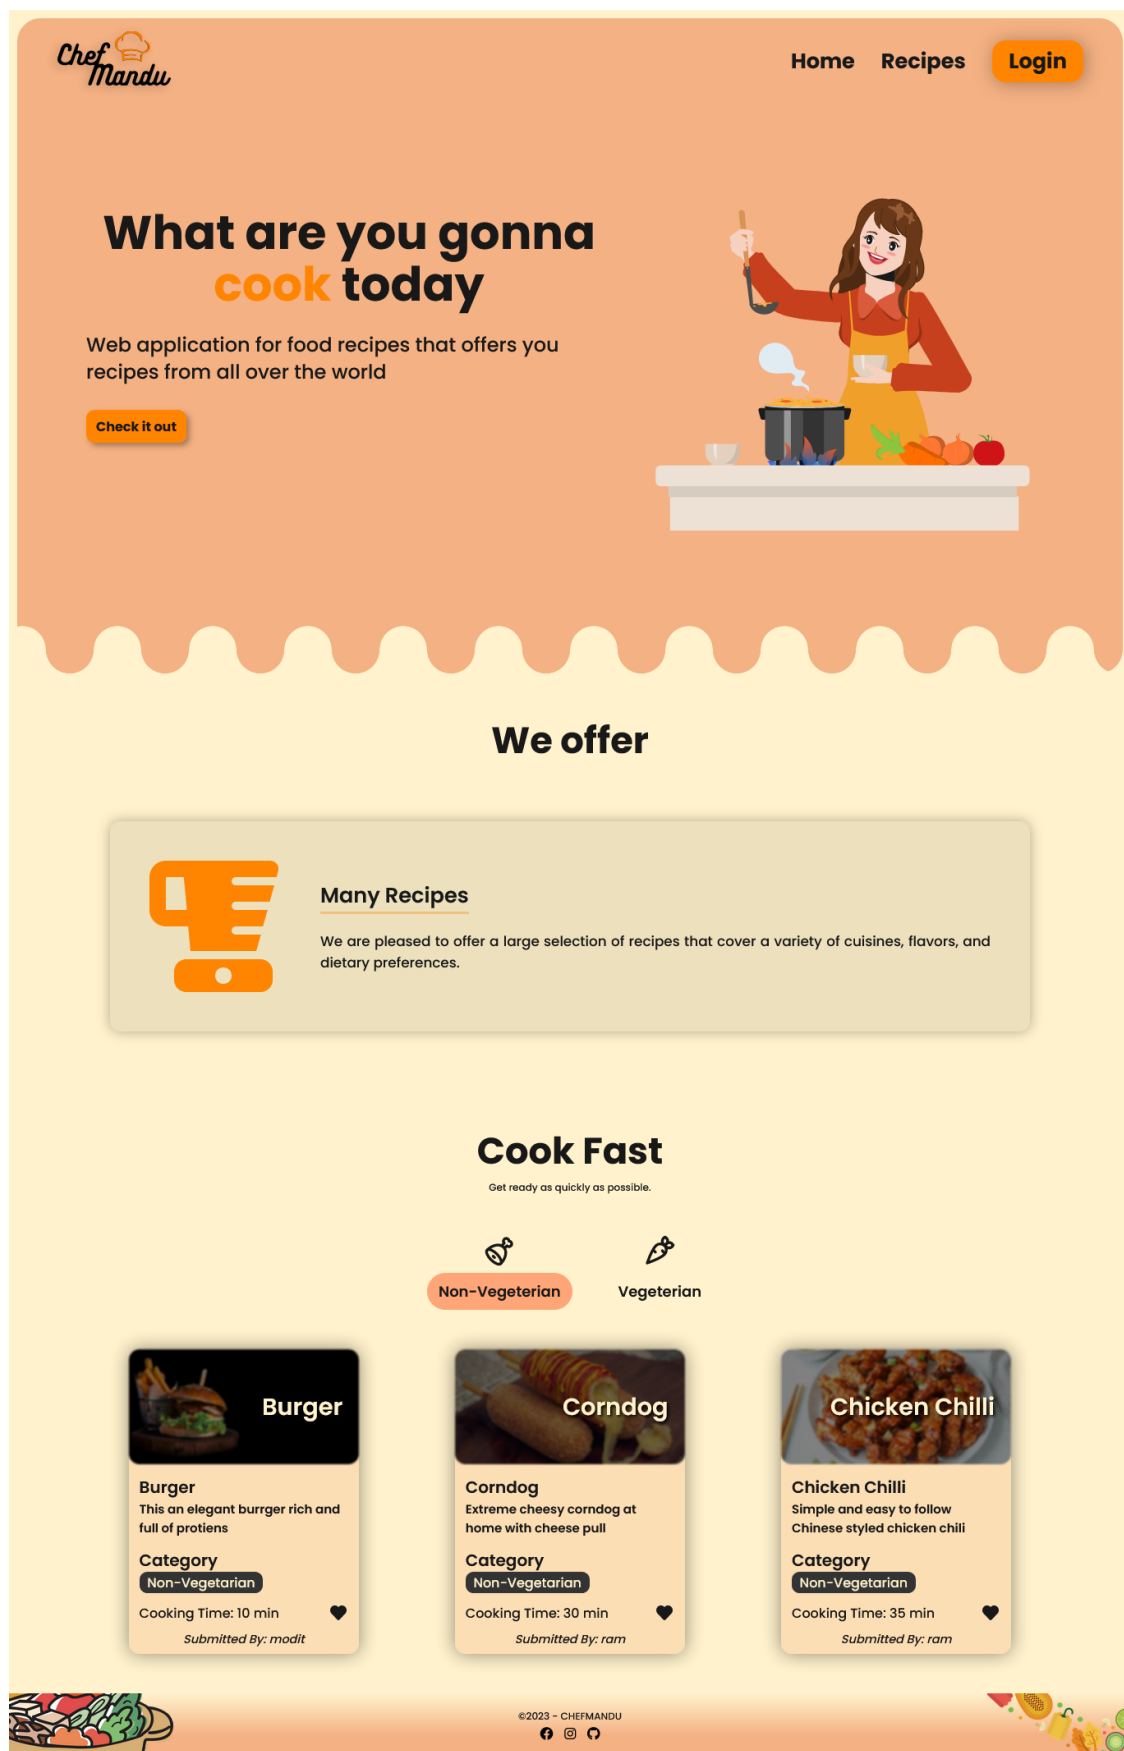 Chef
Mandu
Home
Recipes
Login
What are you gonna
cook today
Web application for food recipes that offers you
recipes from all over the world
Check it out
We offer
Many Recipes
We are pleased to offer a large selection of recipes that cover a variety of cuisines, flavors, and
dietary preferences.
Cook Fast
Get ready as quickly as possible.
Non-Vegeterian
Vegeterian
Burger
Burger
This an elegant burrger rich and
full of protiens
Category
Non-Vegetarian
Cooking Time: 10 min
Submitted By: modit
Corndog
Corndog
Extreme cheesy corndog at
home with cheese pull
Category
Non-Vegetarian
Cooking Time: 30 min
Submitted By: ram
Chicken Chilli
Chicken Chilli
Simple and easy to follow
Chinese styled chicken chili
Category
Non-Vegetarian
Cooking Time: 35 min
Submitted By: ram
©2023 - CHEFMANDU